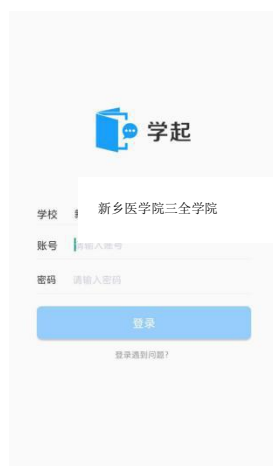 学起
新乡医学院三全学院
学校
账号 请输入账号
密码 请输入密码
登录
登录遇到问题?